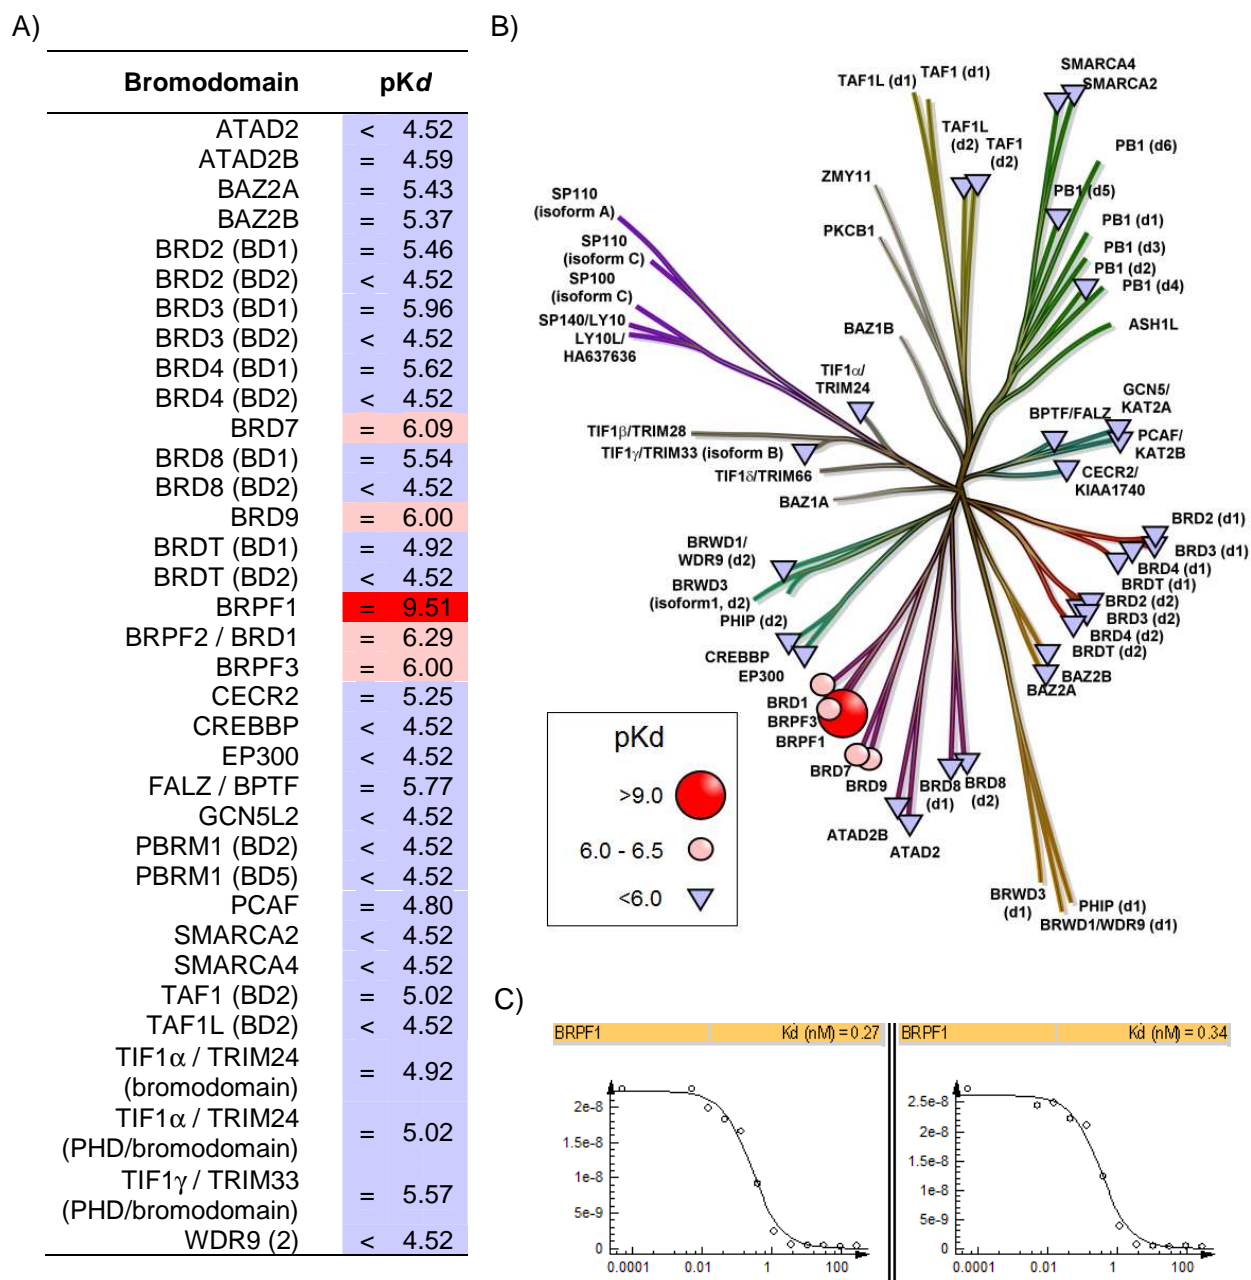 A)
Bromodomain pKd
ATAD2 < 4.52
ATAD2B = 4.59
BAZ2A = 5.43
BAZ2B = 5.37
BRD2 (BD1) = 5.46
BRD2 (BD2) < 4.52
BRD3 (BD1) = 5.96
BRD3 (BD2) < 4.52
BRD4 (BD1) = 5.62
BRD4 (BD2) < 4.52
BRD7 = 6.09
BRD8 (BD1) = 5.54
BRD8 (BD2) < 4.52
BRD9 = 6.00
BRDT (BD1) = 4.92
BRDT (BD2) < 4.52
BRPF1 = 9.51
BRPF2 / BRD1 = 6.29
BRPF3 = 6.00
CECR2 = 5.25
CREBBP < 4.52
EP300 < 4.52
FALZ / BPTF = 5.77
GCN5L2 < 4.52
PBRM1 (BD2) < 4.52
PBRM1 (BD5) < 4.52
PCAF = 4.80
SMARCA2 < 4.52
SMARCA4 < 4.52
TAF1 (BD2) = 5.02
TAF1L (BD2) < 4.52
TIF1α / TRIM24
(bromodomain) = 4.92
TIF1α / TRIM24
(PHD/bromodomain) = 5.02
TIF1γ / TRIM33
(PHD/bromodomain) = 5.57
WDR9 (2) < 4.52
B)
SMARCA4
SMARCA2
TAF1L (d1)
TAF1 (d1)
TAF1L
(d2)
TAF1
(d2)
PB1 (d6)
PB1 (d5)
PB1 (d1)
PB1 (d3)
PB1 (d2)
PB1 (d4)
ASH1L
ZMY11
PKCB1
BAZ1B
SP110
(isoform A)
SP110
(isoform C)
SP100
(isoform C)
SP140/LY10
LY10L/
HA637636
TIF1α/
TRIM24
TIF1β/TRIM28
TIF1γ/TRIM33 (isoform B)
TIF1δ/TRIM66
BAZ1A
GCN5/
KAT2A
BPTF/FALZ
PCAF/
KAT2B
CECR2/
KIAA1740
BRD2 (d1)
BRD3 (d1)
BRD4 (d1)
BRDT (d1)
BRD2 (d2)
BRD3 (d2)
BRD4 (d2)
BRDT (d2)
BAZ2B
BAZ2A
BRWD1/
WDR9 (d2)
BRWD3
(isoform1, d2)
PHIP (d2)
CREBBP
EP300
BRD1
BRPF3
BRPF1
BRD7
BRD9
BRD8
(d1)
BRD8
(d2)
ATAD2B
ATAD2
BRWD3
(d1)
PHIP (d1)
BRWD1/WDR9 (d1)
pKd
>9.0
6.0 - 6.5
<6.0
C)
BRPF1 Kd (nM) = 0.27
2e-8
1.5e-8
1e-8
5e-9
0
0.0001 0.01 1 100
BRPF1 Kd (nM) = 0.34
2.5e-8
2e-8
1.5e-8
1e-8
5e-9
0
0.0001 0.01 1 100